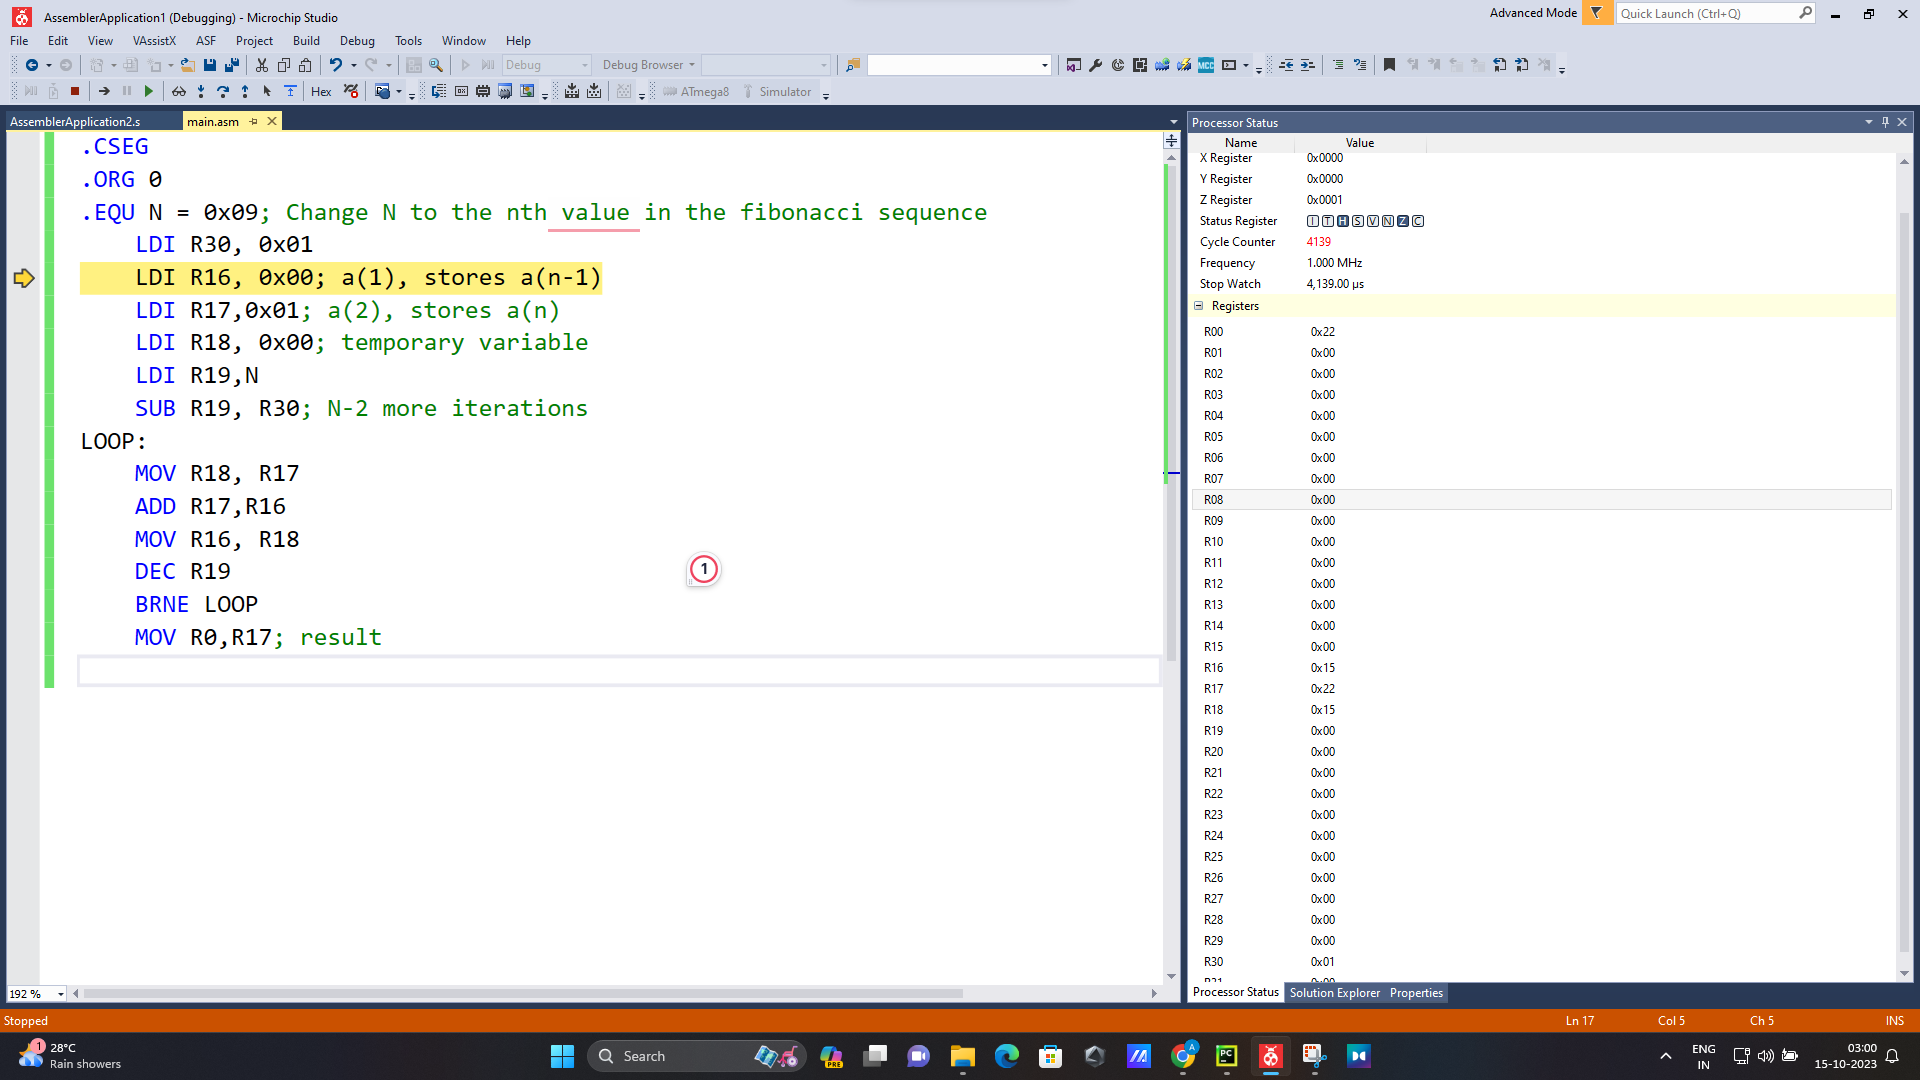 AssemblerApplication1 (Debugging) - Microchip Studio
Advanced Mode
Quick Launch (Ctrl+Q)
File Edit View VAssistX ASF Project Build Debug Tools Window Help
Debug
Debug Browser
MCC
Hex
ATmega8
Simulator
AssemblerApplication2.s
main.asm
.CSEG
.ORG 0
.EQU N = 0x09; Change N to the nth value in the fibonacci sequence
LDI R30, 0x01
LDI R16, 0x00; a(1), stores a(n-1)
LDI R17,0x01; a(2), stores a(n)
LDI R18, 0x00; temporary variable
LDI R19,N
SUB R19, R30; N-2 more iterations
LOOP:
MOV R18, R17
ADD R17,R16
MOV R16, R18
DEC R19
BRNE LOOP
MOV R0,R17; result
1
192 %
Processor Status
Name Value
X Register 0x0000
Y Register 0x0000
Z Register 0x0001
Status Register I T H S V N Z C
Cycle Counter 4139
Frequency 1.000 MHz
Stop Watch 4,139.00 µs
Registers
R00 0x22
R01 0x00
R02 0x00
R03 0x00
R04 0x00
R05 0x00
R06 0x00
R07 0x00
R08 0x00
R09 0x00
R10 0x00
R11 0x00
R12 0x00
R13 0x00
R14 0x00
R15 0x00
R16 0x15
R17 0x22
R18 0x15
R19 0x00
R20 0x00
R21 0x00
R22 0x00
R23 0x00
R24 0x00
R25 0x00
R26 0x00
R27 0x00
R28 0x00
R29 0x00
R30 0x01
R31 0x00
Processor Status Solution Explorer Properties
Stopped
Ln 17 Col 5 Ch 5 INS
1
28°C
Rain showers
Search
PRE
A
PC
ENG
IN
03:00
15-10-2023